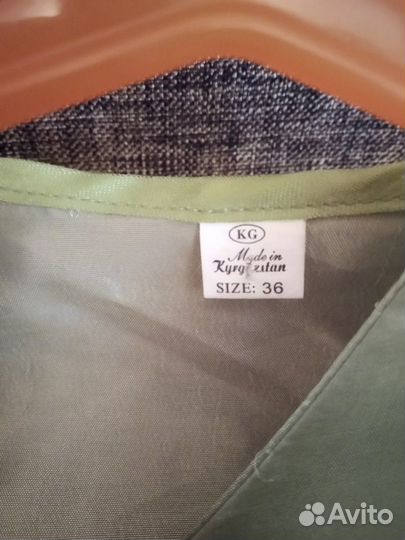 KG
Made in
Kyrgyzstan
SIZE: 36
Avito